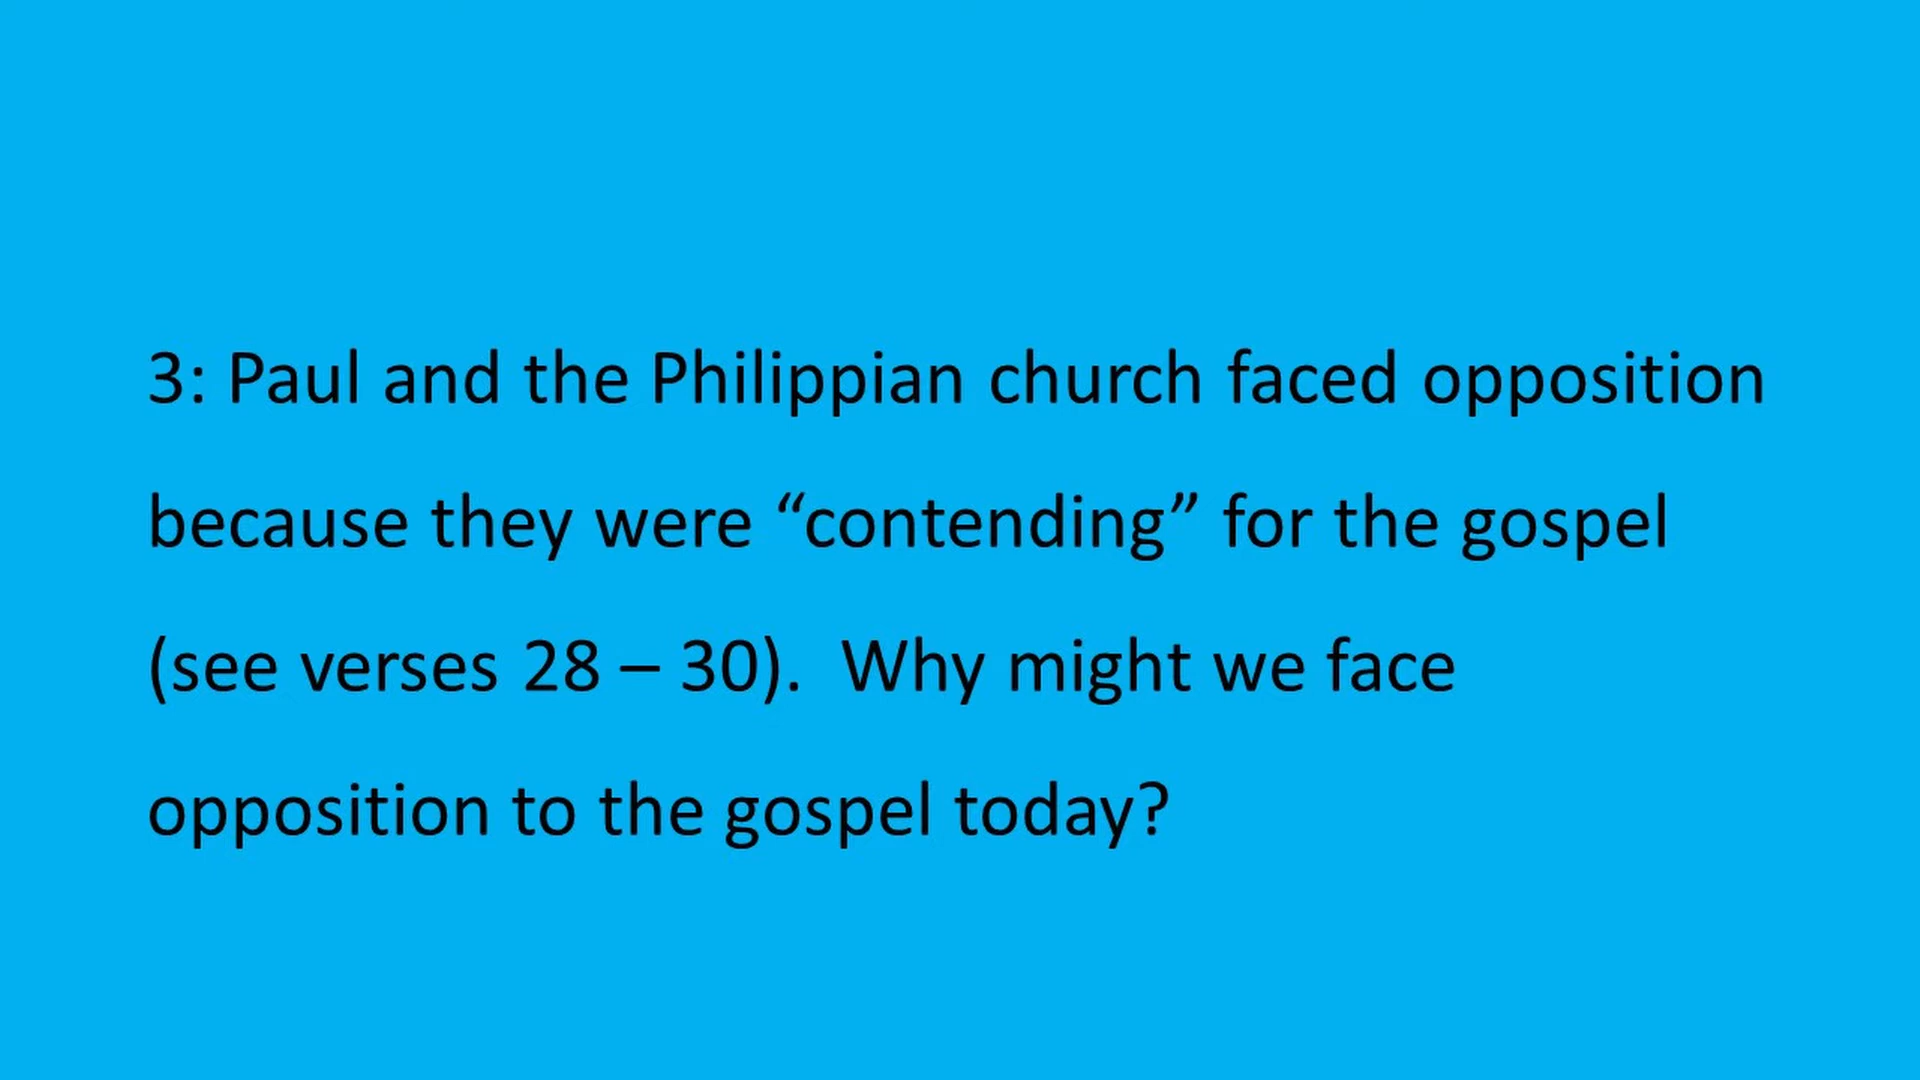 3: Paul and the Philippian church faced opposition
because they were “contending” for the gospel
(see verses 28 – 30).  Why might we face
opposition to the gospel today?